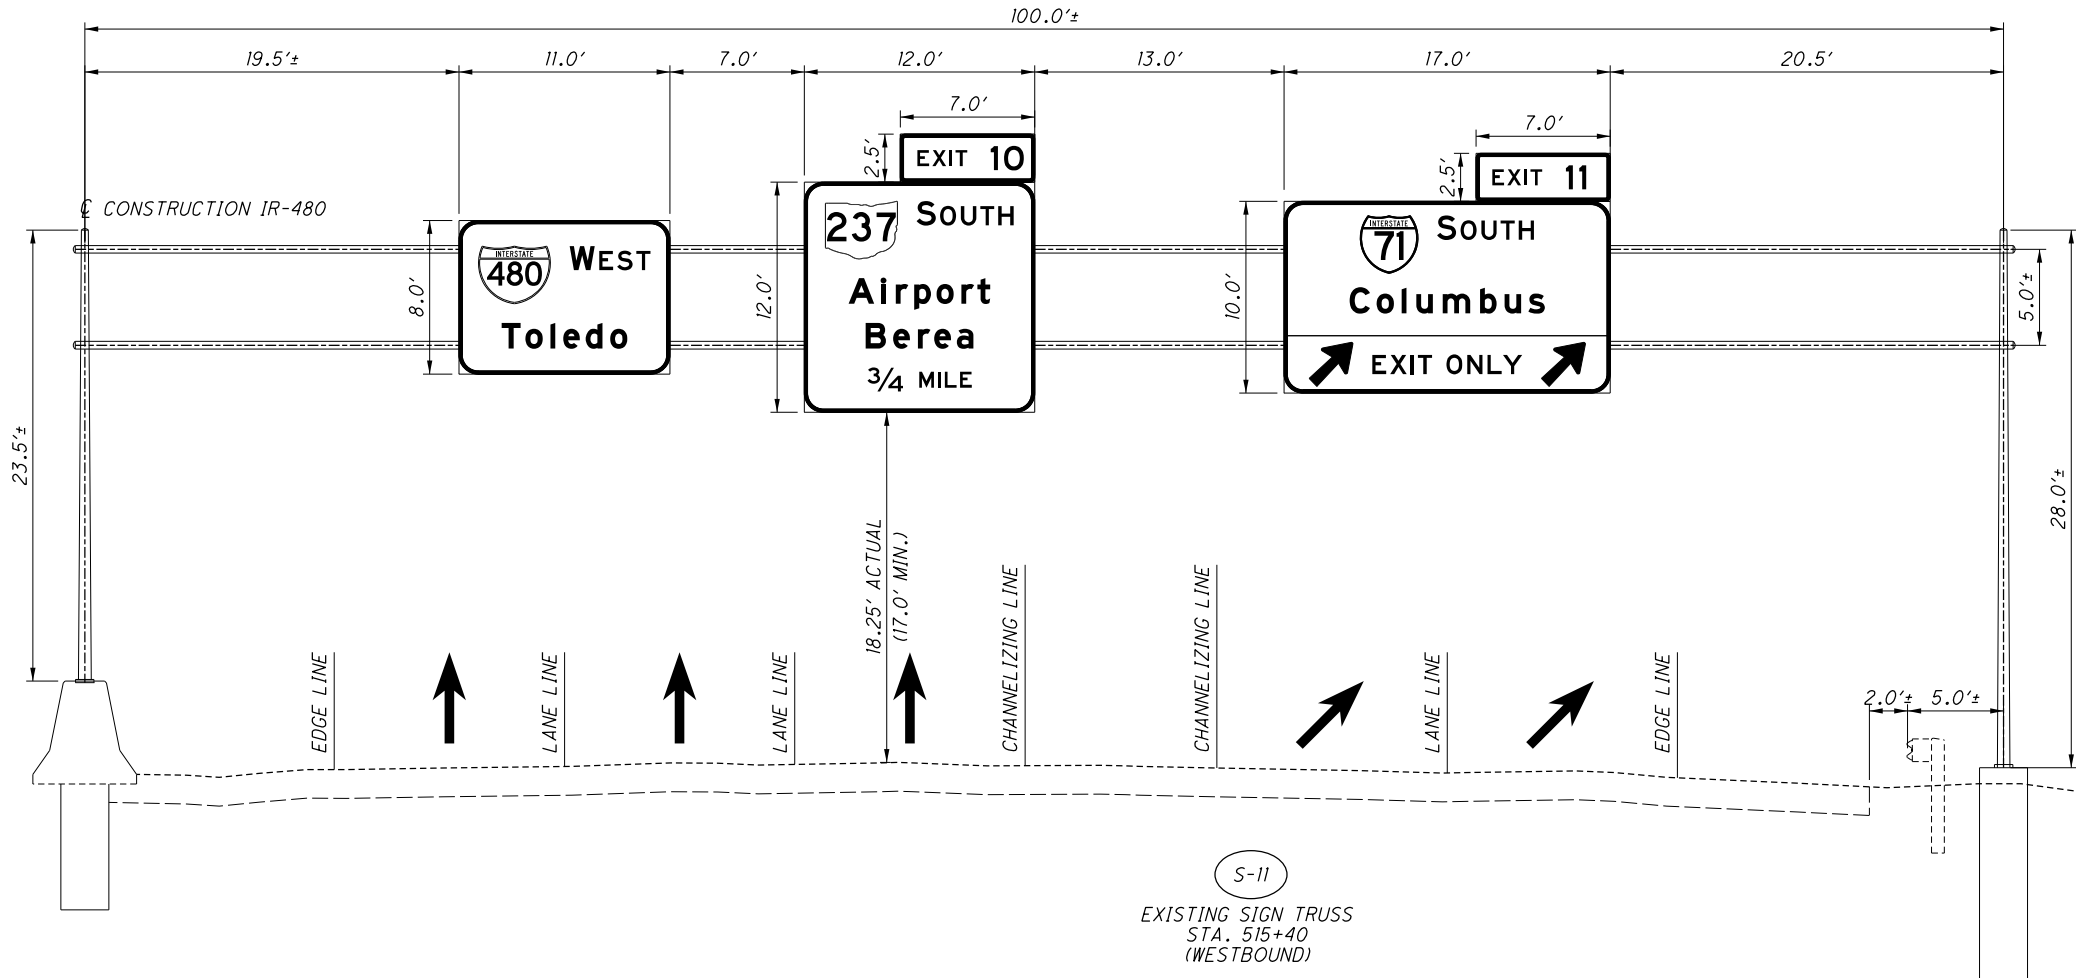 100.0'±
19.5'±
11.0'
7.0'
12.0'
13.0'
17.0'
20.5'
7.0'
7.0'
2.5'
EXIT 10
2.5'
EXIT 11
℄ CONSTRUCTION IR-480
8.0'
INTERSTATE
480
WEST
Toledo
12.0'
237
SOUTH
Airport
Berea
3/4 MILE
10.0'
INTERSTATE
71
SOUTH
Columbus
EXIT ONLY
5.0'±
23.5'±
28.0'±
18.25' ACTUAL
(17.0' MIN.)
EDGE LINE
LANE LINE
LANE LINE
CHANNELIZING LINE
CHANNELIZING LINE
LANE LINE
EDGE LINE
2.0'±
5.0'±
S-11
EXISTING SIGN TRUSS
STA. 515+40
(WESTBOUND)